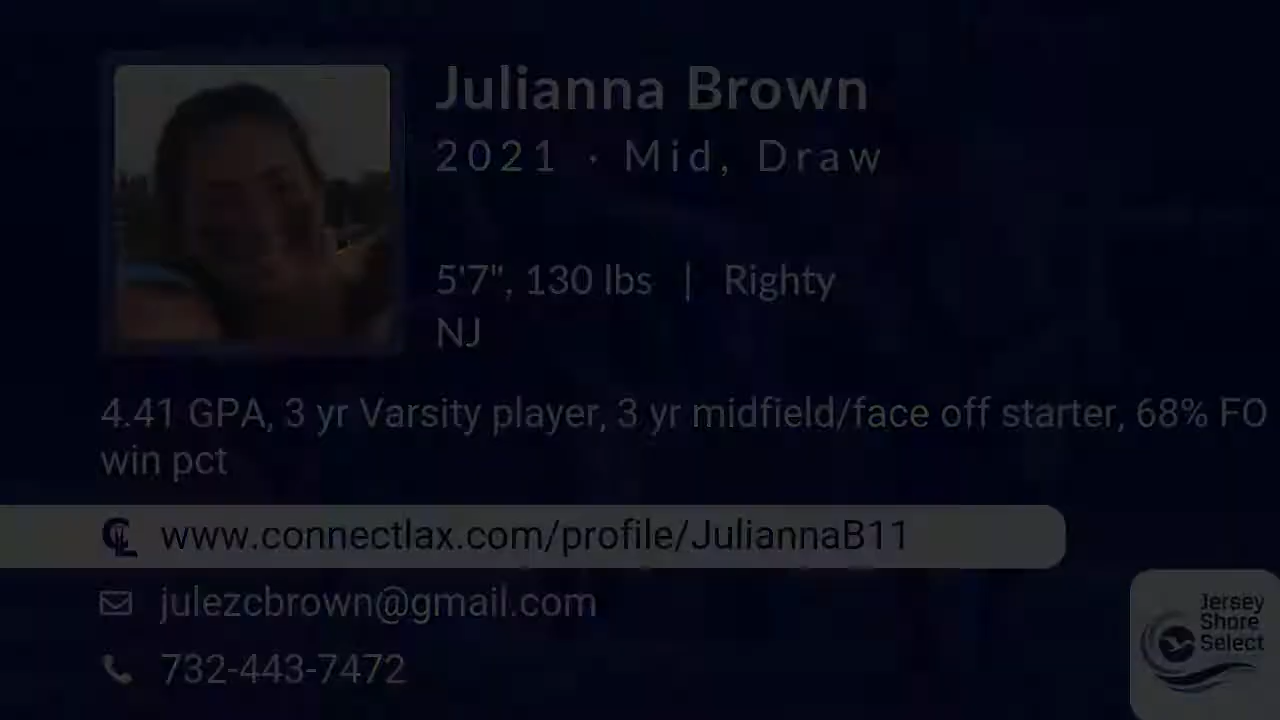 Julianna Brown
2021 · Mid, Draw
5'7", 130 lbs | Righty
NJ
4.41 GPA, 3 yr Varsity player, 3 yr midfield/face off starter, 68% FO
win pct
www.connectlax.com/profile/JuliannaB11
julezcbrown@gmail.com
732-443-7472
Jersey
Shore
Select